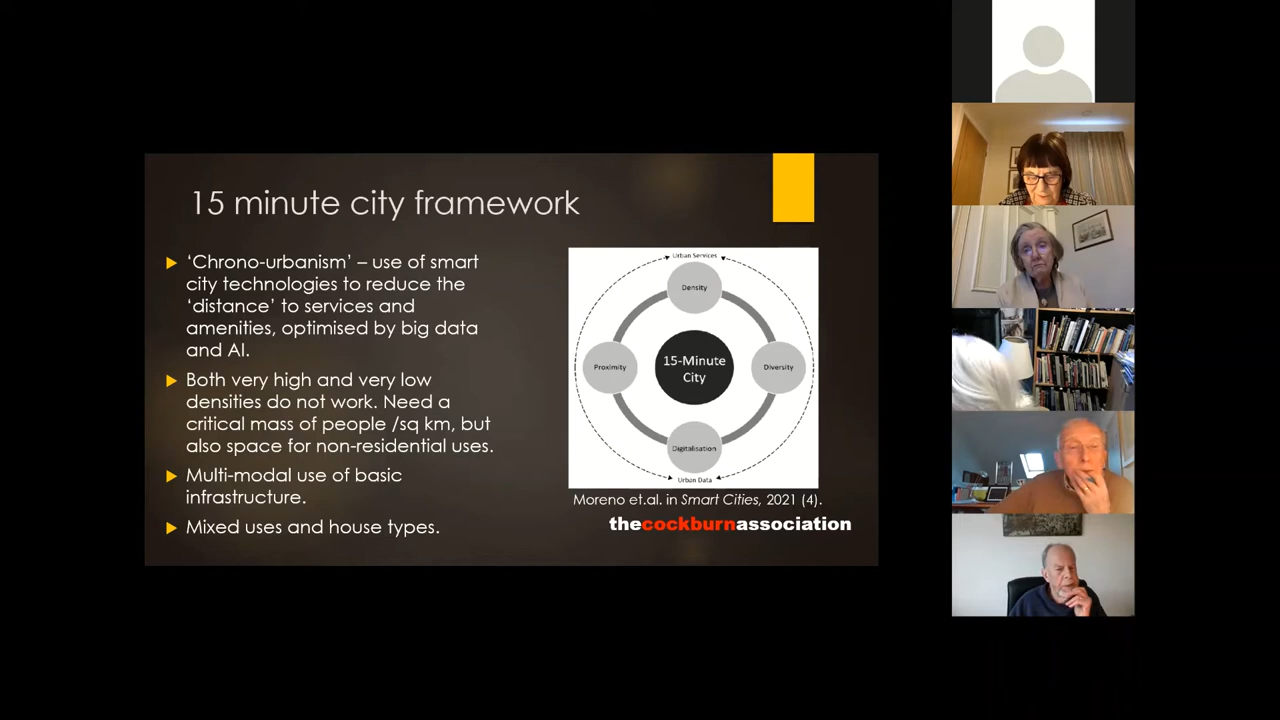 15 minute city framework
‘Chrono-urbanism’ – use of smart
city technologies to reduce the
‘distance’ to services and
amenities, optimised by big data
and AI.
Both very high and very low
densities do not work. Need a
critical mass of people /sq km, but
also space for non-residential uses.
Multi-modal use of basic
infrastructure.
Mixed uses and house types.
Urban Services
Density
Proximity
15-Minute
City
Diversity
Digitalisation
Urban Data
Moreno et.al. in Smart Cities, 2021 (4).
thecockburnassociation